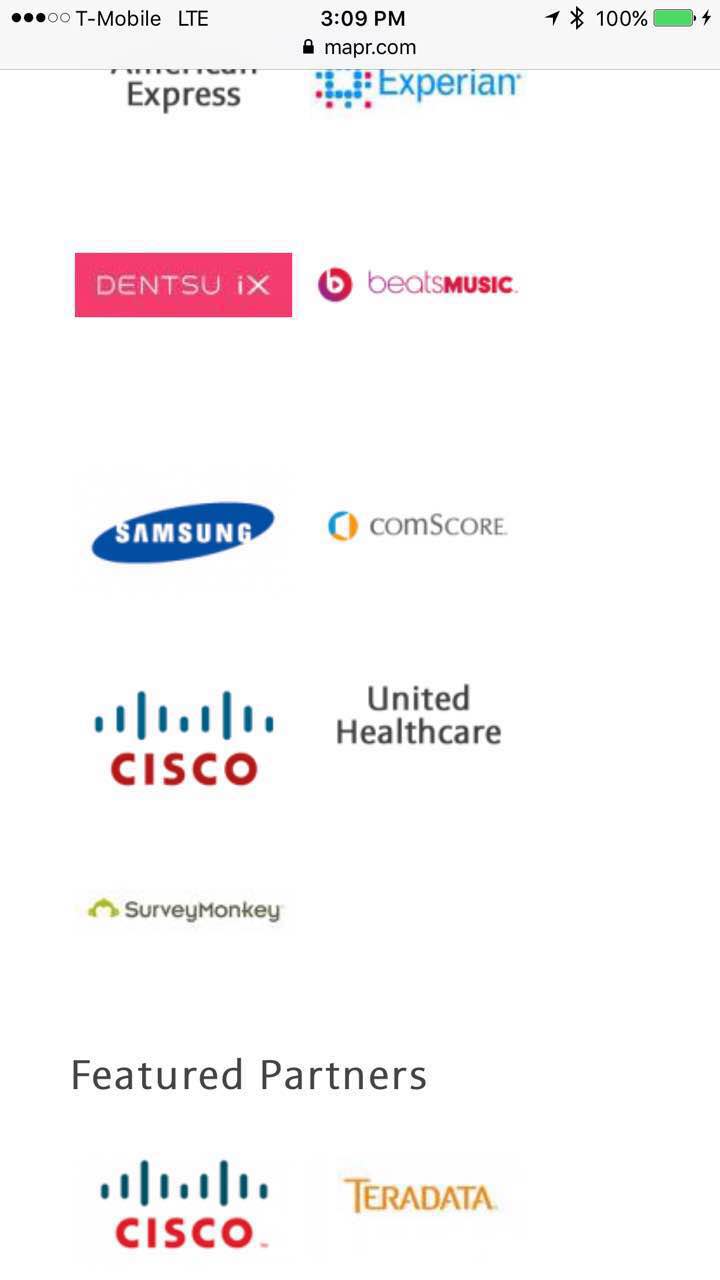 T-Mobile LTE 3:09 PM 100%
mapr.com
American
Express
Experian
DENTSU iX
beatsMUSIC.
SAMSUNG
comSCORE.
CISCO
United
Healthcare
SurveyMonkey
Featured Partners
CISCO
TERADATA